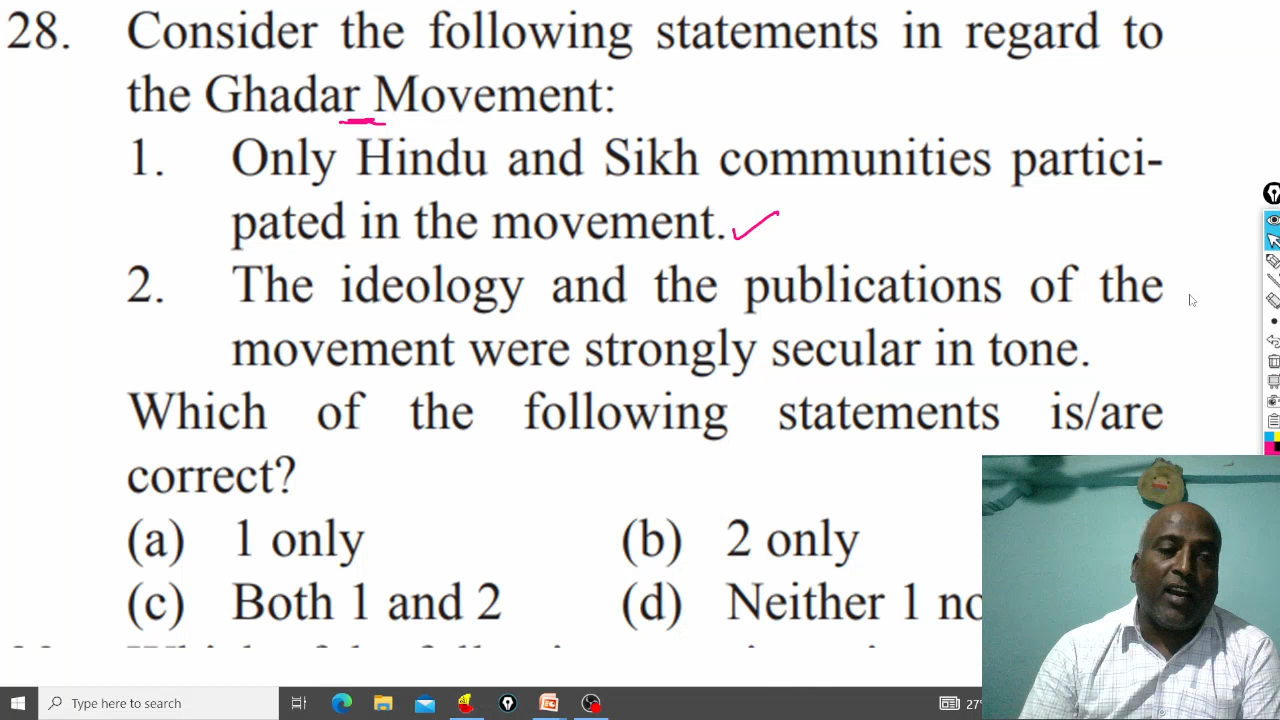 28. Consider the following statements in regard to
the Ghadar Movement:
1. Only Hindu and Sikh communities partici-
pated in the movement.
2. The ideology and the publications of the
movement were strongly secular in tone.
Which of the following statements is/are
correct?
(a) 1 only (b) 2 only
(c) Both 1 and 2 (d) Neither 1
Type here to search
27°